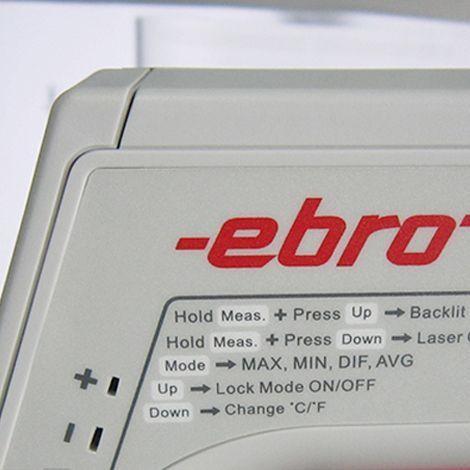 -ebro-
Hold Meas. + Press Up → Backlit
Hold Meas. + Press Down → Laser
Mode → MAX, MIN, DIF, AVG
Up → Lock Mode ON/OFF
Down → Change °C/°F
+
-